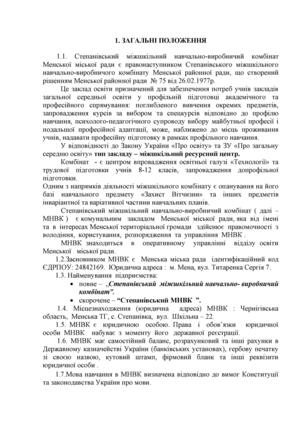 1. ЗАГАЛЬНІ ПОЛОЖЕННЯ
1.1. Степанівський міжшкільний навчально-виробничий комбінат
Менської міської ради є правонаступником Степанівського міжшкільного
навчально-виробничого комбінату Менської районної ради, що створений
рішенням Менської районної ради № 75 від 26.02.1977р.
Це заклад освіти призначений для забезпечення потреб учнів закладів
загальної середньої освіти у профільній підготовці академічного та
професійного спрямування: поглибленого вивчення окремих предметів,
запровадження курсів за вибором та спецкурсів відповідно до профілю
навчання, психолого-педагогічного супроводу вибору майбутньої професії і
подальшої професійної адаптації, може, наближено до місць проживання
учнів, надавати професійну підготовку в рамках профільного навчання.
У відповідності до Закону України «Про освіту» та ЗУ «Про загальну
середню освіту» тип закладу – міжшкільний ресурсний центр.
Комбінат - є центром впровадження освітньої галузі «Технології» та
трудової підготовки учнів 8-12 класів, запровадження допрофільної
підготовки.
Одним з напрямків діяльності міжшкільного комбінату є опанування на його
базі навчального предмету «Захист Вітчизни» та інших предметів
інваріантної та варіативної частини навчальних планів.
Степанівський міжшкільний навчально-виробничий комбінат ( далі –
МНВК ) є комунальним закладом Менської міської ради, яка від імені
та в інтересах Менської територіальної громади здійснює правомочності з
володіння, користування, розпорядження та управління МНВК .
МНВК знаходиться в оперативному управлінні відділу освіти
Менської міської ради.
1.2.Засновником МНВК є Менська міська рада ідентифікаційний код
ЄДРПОУ: 24842169. Юридична адреса : м. Мена, вул. Титаренка Сергія 7.
1.3. Найменування підприємства:
• повне – „Степанівський міжшкільний навчально- виробничий
комбінат".
• скорочене – "Степанівський МНВК ".
1.4. Місцезнаходження (юридична адреса) МНВК : Чернігівська
область, Менська ТГ, с. Степанівка, вул. Шкільна – 22.
1.5. МНВК є юридичною особою. Права і обов'язки юридичної
особи МНВК набуває з моменту його державної реєстрації.
1.6. МНВК має самостійний баланс, розрахунковий та інші рахунки в
Державному казначействі України (банківських установах), гербову печатку
зі своєю назвою, кутовий штамп, фірмовий бланк та інші реквізити
юридичної особи .
1.7.Мова навчання в МНВК визначена відповідно до вимог Конституції
та законодавства України про мови.